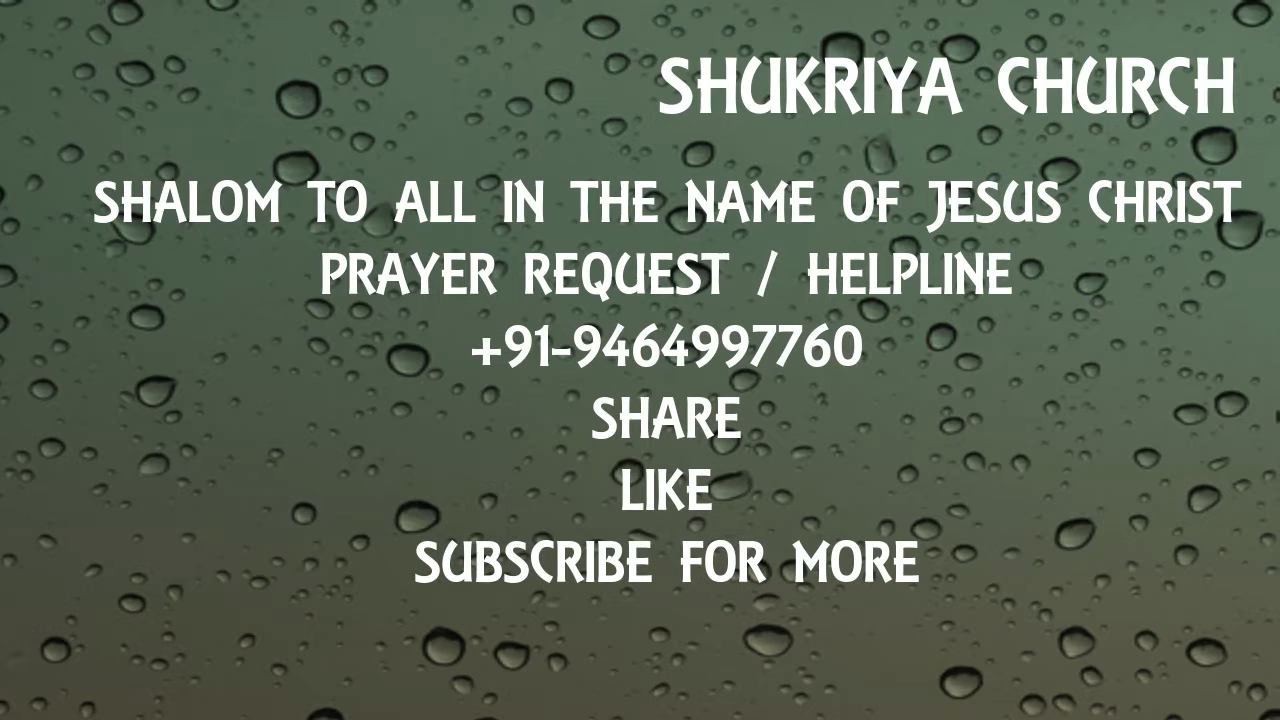 SHUKRIYA CHURCH
SHALOM TO ALL IN THE NAME OF JESUS CHRIST
PRAYER REQUEST / HELPLINE
+91-9464997760
SHARE
LIKE
SUBSCRIBE FOR MORE